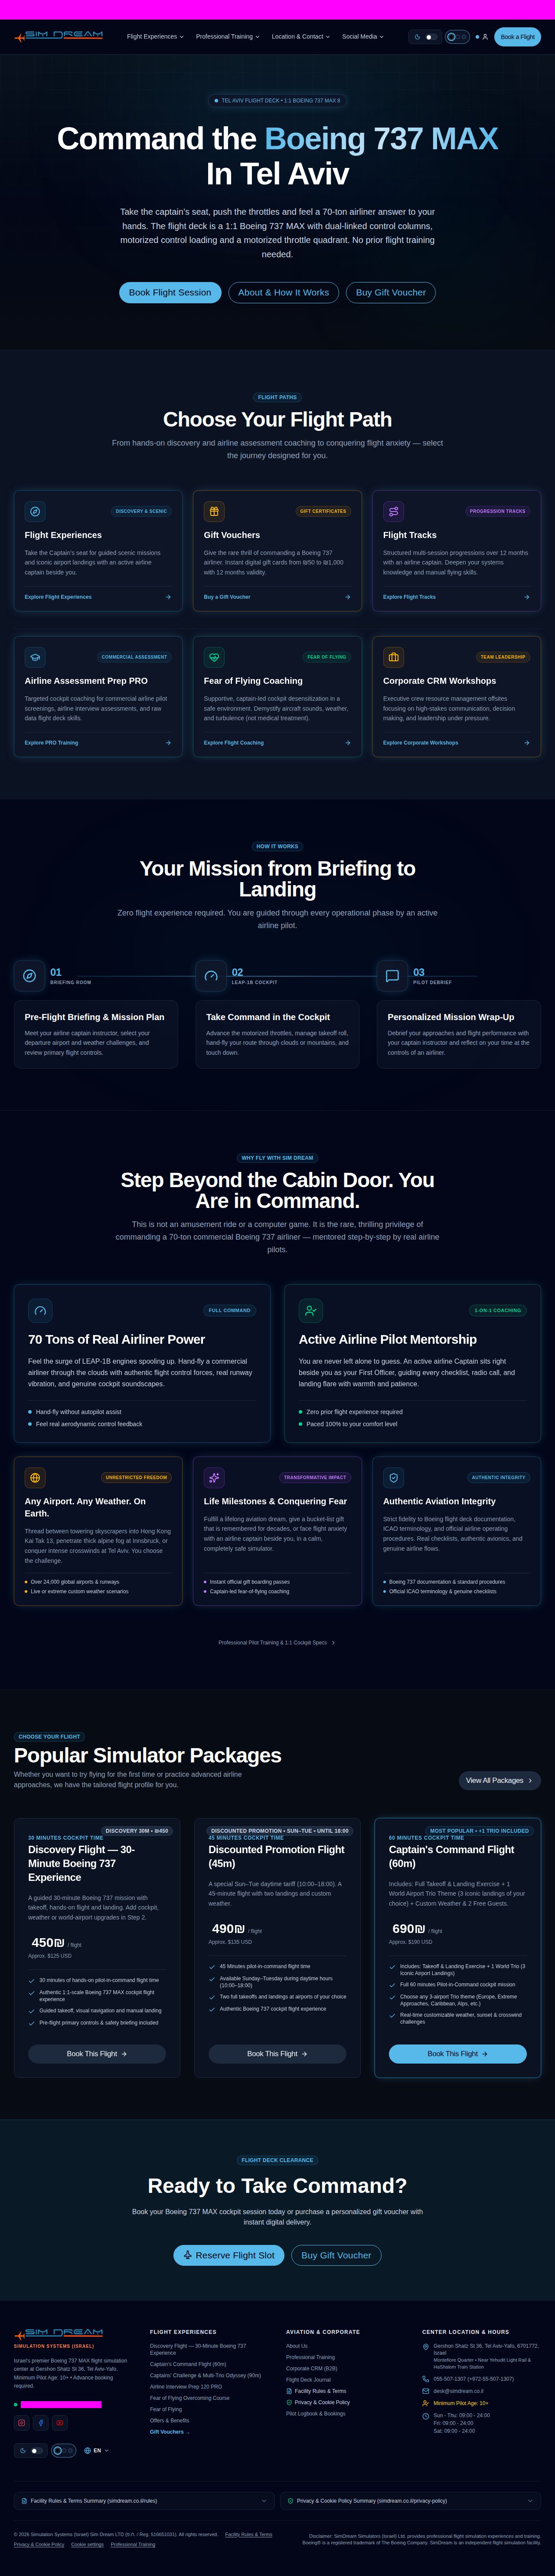 SIM DREAM
Flight Experiences
Professional Training
Location & Contact
Social Media
Book a Flight
TEL AVIV FLIGHT DECK • 1:1 BOEING 737 MAX 8
Command the Boeing 737 MAX
In Tel Aviv
Take the captain's seat, push the throttles and feel a 70-ton airliner answer to your
hands. The flight deck is a 1:1 Boeing 737 MAX with dual-linked control columns,
motorized control loading and a motorized throttle quadrant. No prior flight training
needed.
Book Flight Session
About & How It Works
Buy Gift Voucher
FLIGHT PATHS
Choose Your Flight Path
From hands-on discovery and airline assessment coaching to conquering flight anxiety — select
the journey designed for you.
DISCOVERY & SCENIC
Flight Experiences
Take the Captain's seat for guided scenic missions
and iconic airport landings with an active airline
captain beside you.
Explore Flight Experiences
GIFT CERTIFICATES
Gift Vouchers
Give the rare thrill of commanding a Boeing 737
airliner. Instant digital gift cards from ₪50 to ₪1,000
with 12 months validity.
Buy a Gift Voucher
PROGRESSION TRACKS
Flight Tracks
Structured multi-session progressions over 12 months
with an airline captain. Deepen your systems
knowledge and manual flying skills.
Explore Flight Tracks
COMMERCIAL ASSESSMENT
Airline Assessment Prep PRO
Targeted cockpit coaching for commercial airline pilot
screenings, airline interview assessments, and raw
data flight deck skills.
Explore PRO Training
FEAR OF FLYING
Fear of Flying Coaching
Supportive, captain-led cockpit desensitization in a
safe environment. Demystify aircraft sounds, weather,
and turbulence (not medical treatment).
Explore Flight Coaching
TEAM LEADERSHIP
Corporate CRM Workshops
Executive crew resource management offsites
focusing on high-stakes communication, decision
making, and leadership under pressure.
Explore Corporate Workshops
HOW IT WORKS
Your Mission from Briefing to
Landing
Zero flight experience required. You are guided through every operational phase by an active
airline pilot.
01
BRIEFING ROOM
Pre-Flight Briefing & Mission Plan
Meet your airline captain instructor, select your
departure airport and weather challenges, and
review primary flight controls.
02
LEAP-1B COCKPIT
Take Command in the Cockpit
Advance the motorized throttles, manage takeoff roll,
hand-fly your route through clouds or mountains, and
touch down.
03
PILOT DEBRIEF
Personalized Mission Wrap-Up
Debrief your approaches and flight performance with
your captain instructor and reflect on your time at the
controls of an airliner.
WHY FLY WITH SIM DREAM
Step Beyond the Cabin Door. You
Are in Command.
This is not an amusement ride or a computer game. It is the rare, thrilling privilege of
commanding a 70-ton commercial Boeing 737 airliner — mentored step-by-step by real airline
pilots.
FULL COMMAND
70 Tons of Real Airliner Power
Feel the surge of LEAP-1B engines spooling up. Hand-fly a commercial
airliner through the clouds with authentic flight control forces, real runway
vibration, and genuine cockpit soundscapes.
Hand-fly without autopilot assist
Feel real aerodynamic control feedback
1-ON-1 COACHING
Active Airline Pilot Mentorship
You are never left alone to guess. An active airline Captain sits right
beside you as your First Officer, guiding every checklist, radio call, and
landing flare with warmth and patience.
Zero prior flight experience required
Paced 100% to your comfort level
UNRESTRICTED FREEDOM
Any Airport. Any Weather. On
Earth.
Thread between towering skyscrapers into Hong Kong
Kai Tak 13, penetrate thick alpine fog at Innsbruck, or
conquer intense crosswinds at Tel Aviv. You choose
the challenge.
Over 24,000 global airports & runways
Live or extreme custom weather scenarios
TRANSFORMATIVE IMPACT
Life Milestones & Conquering Fear
Fulfill a lifelong aviation dream, give a bucket-list gift
that is remembered for decades, or face flight anxiety
with an airline captain beside you, in a calm,
completely safe simulator.
Instant official gift boarding passes
Captain-led fear-of-flying coaching
AUTHENTIC INTEGRITY
Authentic Aviation Integrity
Strict fidelity to Boeing flight deck documentation,
ICAO terminology, and official airline operating
procedures. Real checklists, authentic avionics, and
genuine airline flows.
Boeing 737 documentation & standard procedures
Official ICAO terminology & genuine checklists
Professional Pilot Training & 1:1 Cockpit Specs
CHOOSE YOUR FLIGHT
Popular Simulator Packages
Whether you want to try flying for the first time or practice advanced airline
approaches, we have the tailored flight profile for you.
View All Packages
DISCOVERY 30M • ₪450
30 MINUTES COCKPIT TIME
Discovery Flight — 30-
Minute Boeing 737
Experience
A guided 30-minute Boeing 737 mission with
takeoff, hands-on flight and landing. Add cockpit,
weather or world-airport upgrades in Step 2.
450₪ / flight
Approx. $125 USD
30 minutes of hands-on pilot-in-command flight time
Authentic 1:1-scale Boeing 737 MAX cockpit flight
experience
Guided takeoff, visual navigation and manual landing
Pre-flight primary controls & safety briefing included
Book This Flight
DISCOUNTED PROMOTION • SUN–TUE • UNTIL 18:00
45 MINUTES COCKPIT TIME
Discounted Promotion Flight
(45m)
A special Sun–Tue daytime tariff (10:00–18:00). A
45-minute flight with two landings and custom
weather.
490₪ / flight
Approx. $135 USD
45 Minutes pilot-in-command flight time
Available Sunday–Tuesday during daytime hours
(10:00–18:00)
Two full takeoffs and landings at airports of your choice
Authentic Boeing 737 cockpit flight experience
Book This Flight
MOST POPULAR • +1 TRIO INCLUDED
60 MINUTES COCKPIT TIME
Captain's Command Flight
(60m)
Includes: Full Takeoff & Landing Exercise + 1
World Airport Trio Theme (3 iconic landings of your
choice) + Custom Weather & 2 Free Guests.
690₪ / flight
Approx. $190 USD
Includes: Takeoff & Landing Exercise + 1 World Trio (3
Iconic Airport Landings)
Full 60 minutes Pilot-in-Command cockpit mission
Choose any 3-airport Trio theme (Europe, Extreme
Approaches, Caribbean, Alps, etc.)
Real-time customizable weather, sunset & crosswind
challenges
Book This Flight
FLIGHT DECK CLEARANCE
Ready to Take Command?
Book your Boeing 737 MAX cockpit session today or purchase a personalized gift voucher with
instant digital delivery.
Reserve Flight Slot
Buy Gift Voucher
SIM DREAM
SIMULATION SYSTEMS (ISRAEL)
Israel's premier Boeing 737 MAX flight simulation
center at Gershon Shatz 36, Tel Aviv-Yafo.
Minimum Pilot Age: 10+ • Advance booking
required.
EN
FLIGHT EXPERIENCES
Discovery Flight — 30-Minute Boeing 737
Experience
Captain's Command Flight (60m)
Captains' Challenge & Multi-Trio Odyssey (90m)
Airline Interview Prep 120 PRO
Fear of Flying Overcoming Course
Fear of Flying
Offers & Benefits
Gift Vouchers →
AVIATION & CORPORATE
About Us
Professional Training
Corporate CRM (B2B)
Flight Deck Journal
Facility Rules & Terms
Privacy & Cookie Policy
Pilot Logbook & Bookings
CENTER LOCATION & HOURS
Gershon Shatz 36 St, Tel Aviv-Yafo, 6701772,
Israel
Montefiore Quarter • Near Yehudit Light Rail &
HaShalom Train Station
055-507-1307 (+972-55-507-1307)
desk@simdream.co.il
Minimum Pilot Age: 10+
Sun - Thu: 09:00 - 24:00
Fri: 09:00 - 24:00
Sat: 09:00 - 24:00
Facility Rules & Terms Summary (simdream.co.il/rules)
Privacy & Cookie Policy Summary (simdream.co.il/privacy-policy)
© 2026 Simulation Systems (Israel) Sim Dream LTD (ח.פ. / Reg. 516651031). All rights reserved.
Facility Rules & Terms
Privacy & Cookie Policy
Cookie settings
Professional Training
Disclaimer: SimDream Simulators (Israel) Ltd. provides professional flight simulation experiences and training.
Boeing® is a registered trademark of The Boeing Company. SimDream is an independent flight simulation facility.